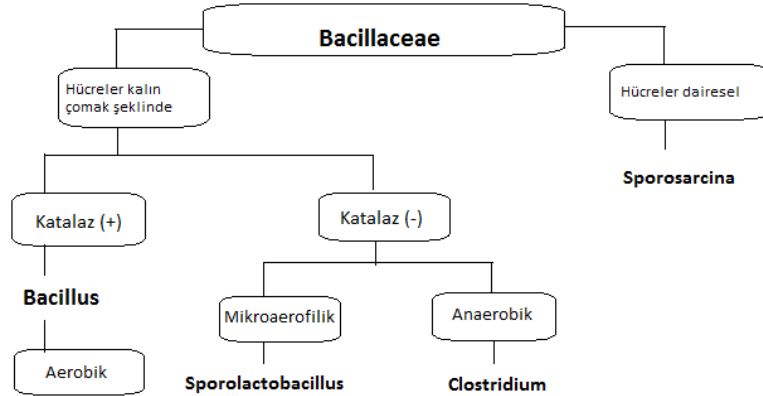 Bacillaceae
Hücreler kalın
çomak şeklinde
Hücreler dairesel
Sporosarcina
Katalaz (+)
Katalaz (-)
Bacillus
Mikroaerofilik
Anaerobik
Aerobik
Sporolactobacillus
Clostridium